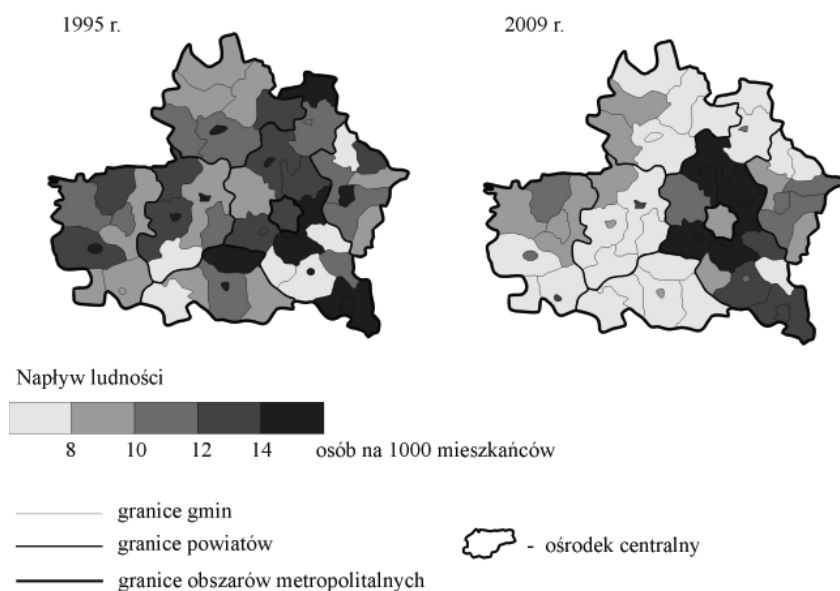 1995 r.
2009 r.
Napływ ludności
8 10 12 14 osób na 1000 mieszkańców
granice gmin
granice powiatów
granice obszarów metropolitalnych
- ośrodek centralny